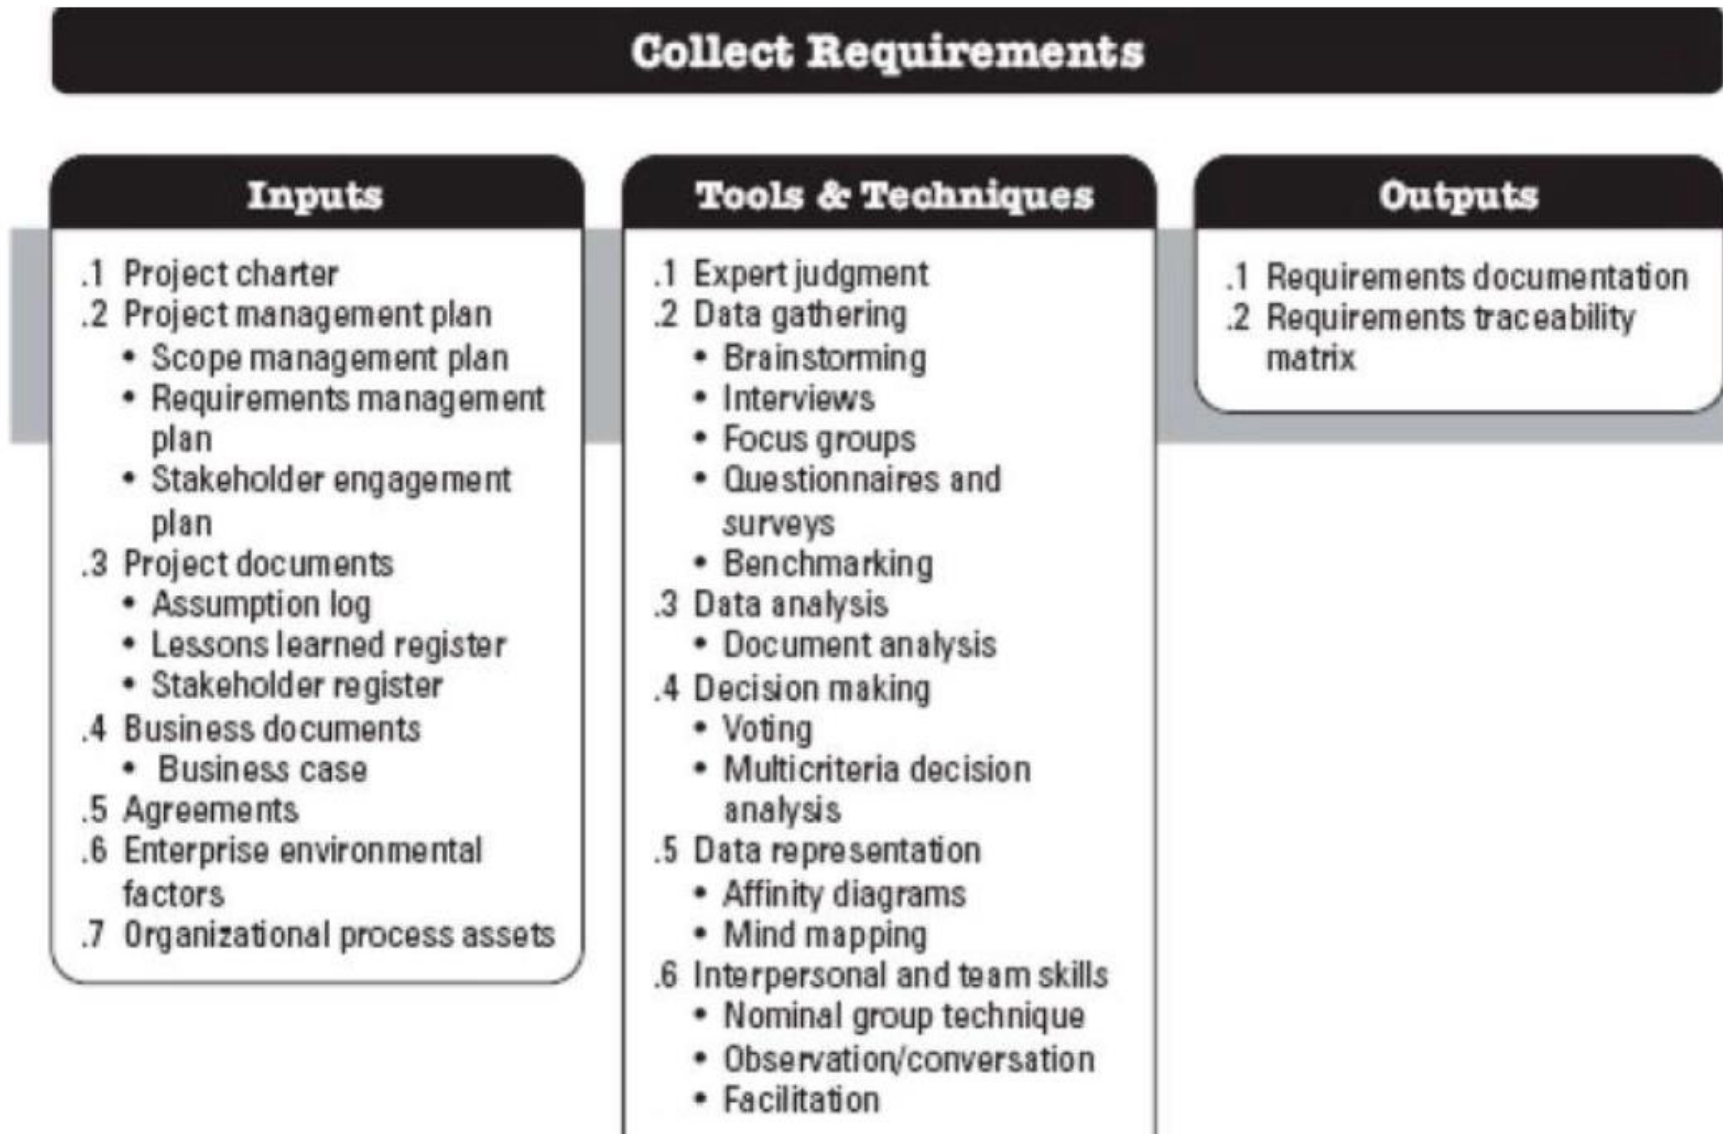 Collect Requirements
Inputs
.1 Project charter
.2 Project management plan
• Scope management plan
• Requirements management
plan
• Stakeholder engagement
plan
.3 Project documents
• Assumption log
• Lessons learned register
• Stakeholder register
.4 Business documents
• Business case
.5 Agreements
.6 Enterprise environmental
factors
.7 Organizational process assets
Tools & Techniques
.1 Expert judgment
.2 Data gathering
• Brainstorming
• Interviews
• Focus groups
• Questionnaires and
surveys
• Benchmarking
.3 Data analysis
• Document analysis
.4 Decision making
• Voting
• Multicriteria decision
analysis
.5 Data representation
• Affinity diagrams
• Mind mapping
.6 Interpersonal and team skills
• Nominal group technique
• Observation/conversation
• Facilitation
Outputs
.1 Requirements documentation
.2 Requirements traceability
matrix